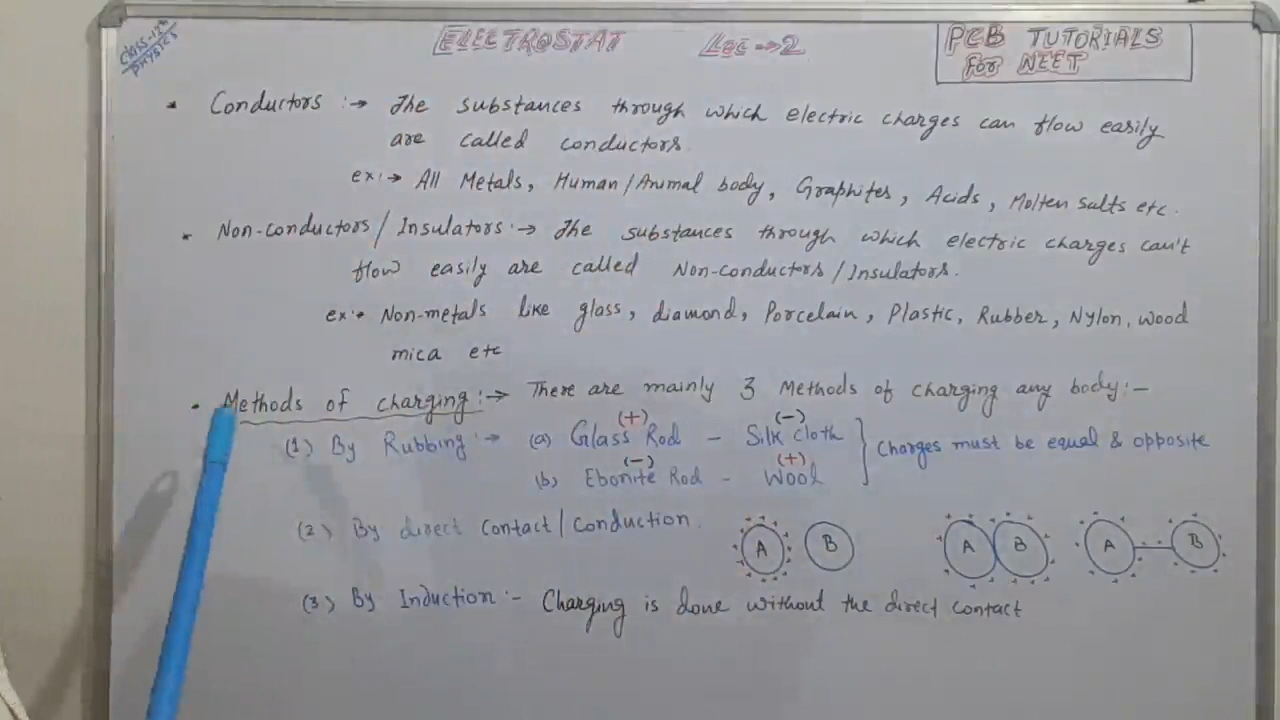 Class-12th
PHYSICS
ELECTROSTAT Lec→2
PCB TUTORIALS
For NEET
• Conductors :→ The substances through which electric charges can flow easily
are called conductors.
ex:→ All Metals, Human/Animal body, Graphites, Acids, Molten salts etc.
• Non-conductors/Insulators:→ The substances through which electric charges can't
flow easily are called Non-conductors/Insulators.
ex:→ Non-metals like glass, diamond, Porcelain, Plastic, Rubber, Nylon, wood
mica etc
• Methods of charging:→ There are mainly 3 Methods of charging any body:-
(+) (-)
(1) By Rubbing:→ (a) Glass Rod - Silk cloth } Charges must be equal & opposite
(-) (+)
(b) Ebonite Rod - Wool
(2) By direct contact/conduction.
A B A B A B
(3) By Induction:- Charging is done without the direct contact